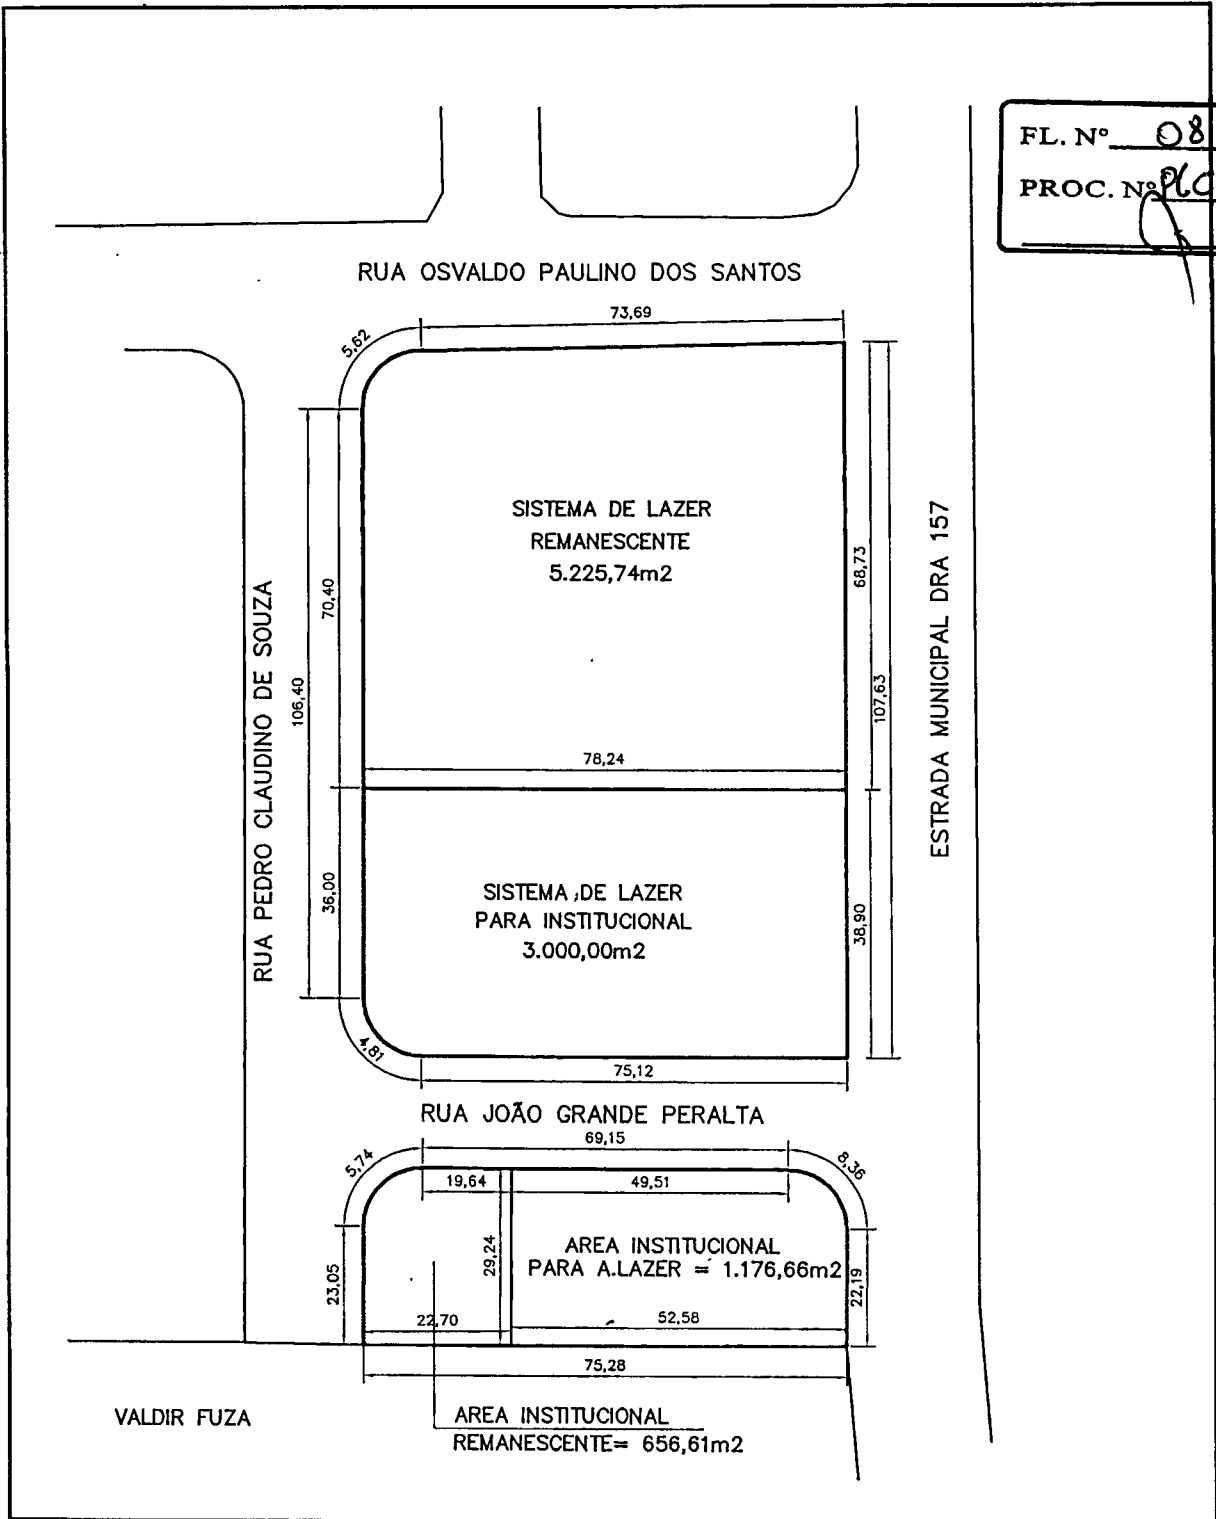 FL. Nº 08
PROC. Nº
RUA OSVALDO PAULINO DOS SANTOS
73,69
5,62
SISTEMA DE LAZER
REMANESCENTE
5.225,74m2
70,40
106,40
68,73
107,63
RUA PEDRO CLAUDINO DE SOUZA
ESTRADA MUNICIPAL DRA 157
78,24
SISTEMA DE LAZER
PARA INSTITUCIONAL
3.000,00m2
36,00
38,90
4,81
75,12
RUA JOÃO GRANDE PERALTA
69,15
5,74
8,36
19,64
49,51
29,24
AREA INSTITUCIONAL
PARA A.LAZER = 1.176,66m2
23,05
22,19
22,70
52,58
75,28
VALDIR FUZA
AREA INSTITUCIONAL
REMANESCENTE= 656,61m2